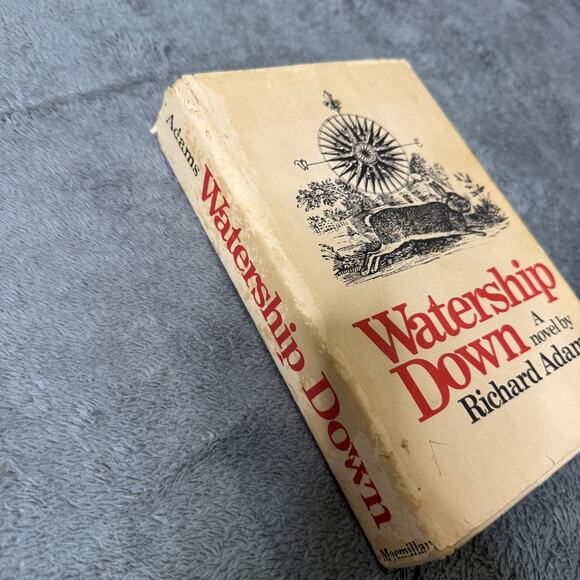 Adams
Watership Down
Macmillan
Watership
Down
A
novel by
Richard Adam